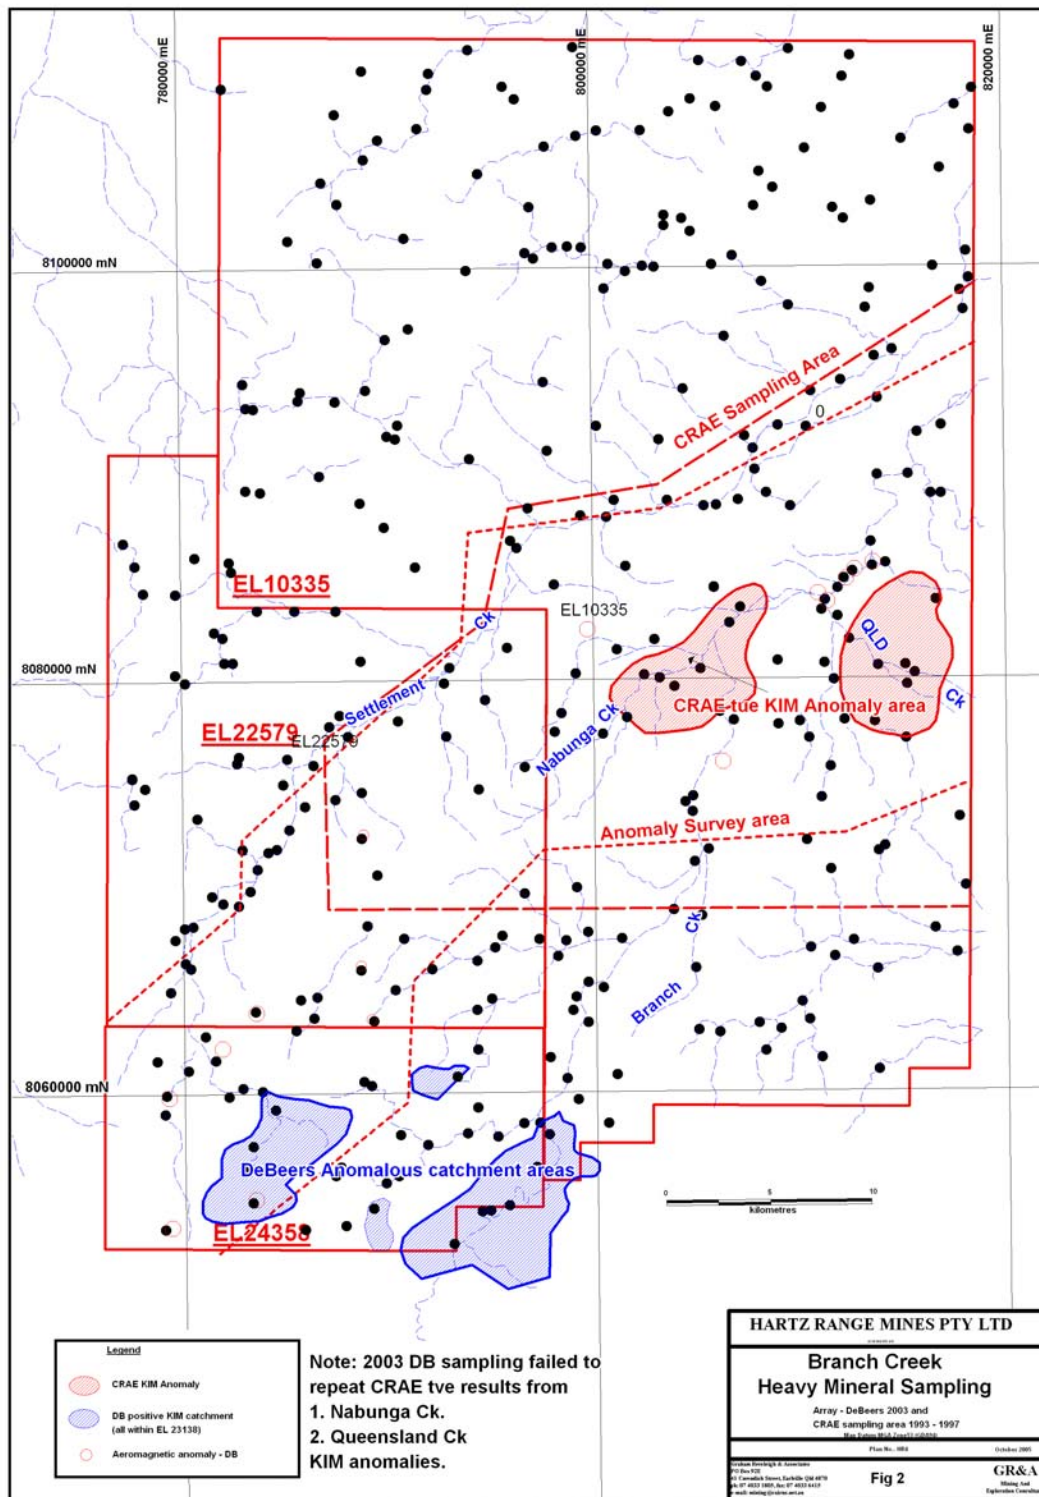 780000 mE
800000 mE
820000 mE
8100000 mN
CRAE Sampling Area
0
EL10335
EL10335
QLD
Ck
Ck
8080000 mN
Settlement
CRAE tue KIM Anomaly area
EL22579
EL22579
Nabunga Ck
Anomaly Survey area
Ck
Branch
8060000 mN
DeBeers Anomalous catchment areas
0 5 10
kilometres
EL24358
Legend
CRAE KIM Anomaly
DB positive KIM catchment
(all within EL 23138)
Aeromagnetic anomaly - DB
Note: 2003 DB sampling failed to
repeat CRAE tve results from
1. Nabunga Ck.
2. Queensland Ck
KIM anomalies.
HARTZ RANGE MINES PTY LTD
Branch Creek
Heavy Mineral Sampling
Array - DeBeers 2003 and
CRAE sampling area 1993 - 1997
October 2005
Fig 2
GR&A
Mining And